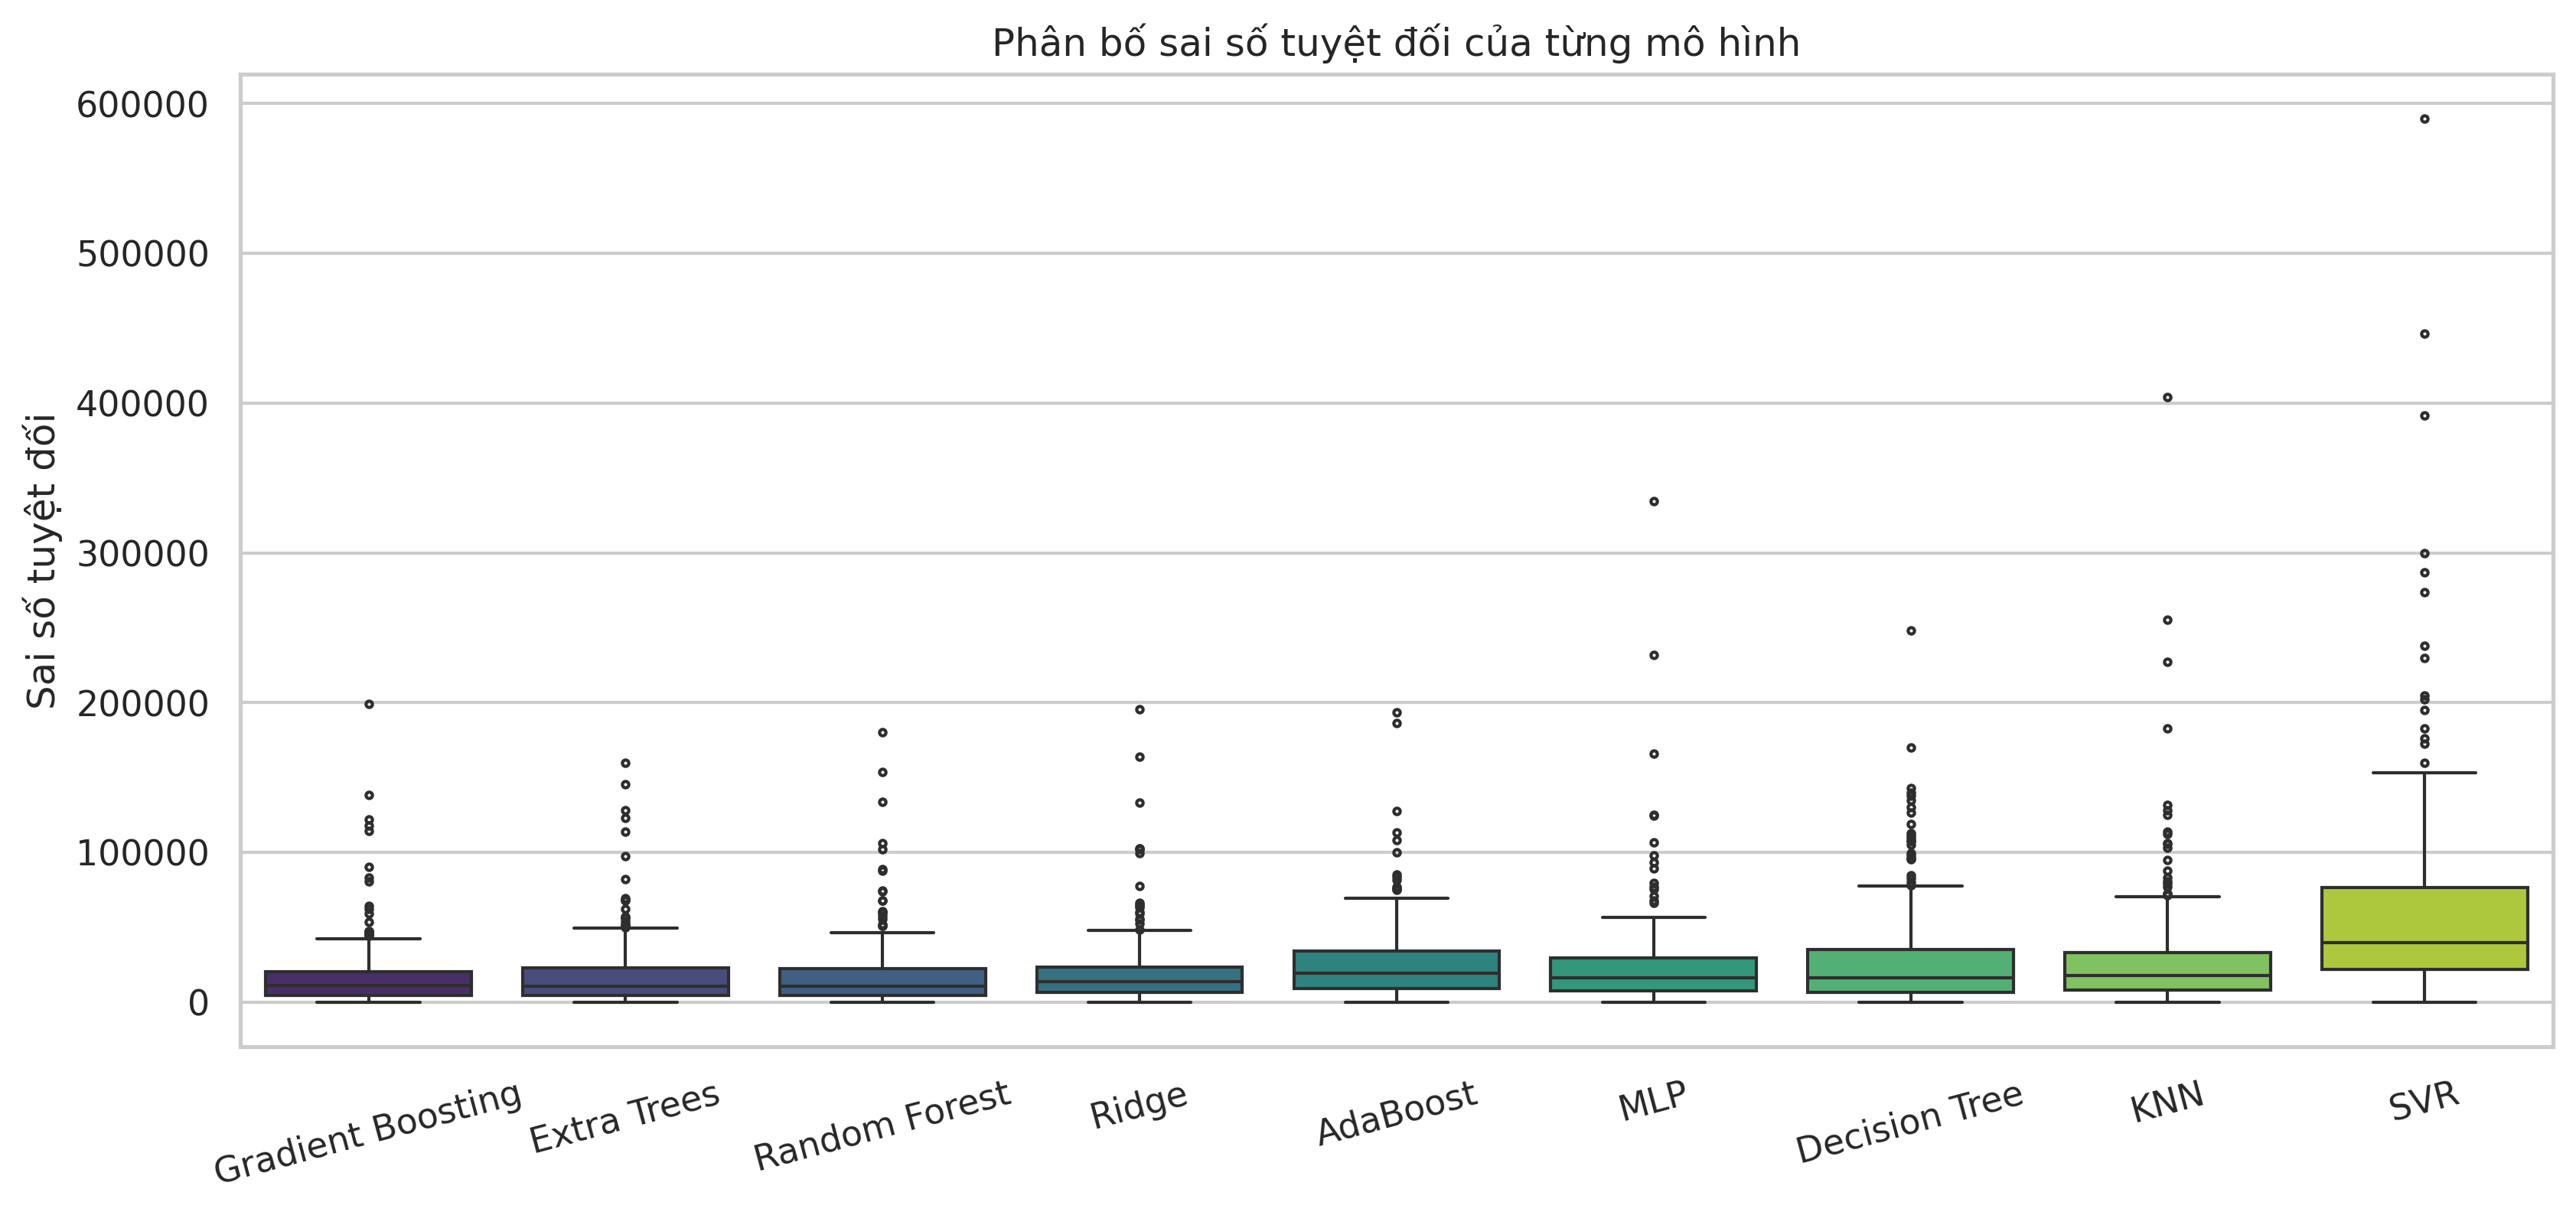 Phân bố sai số tuyệt đối của từng mô hình
Sai số tuyệt đối
600000
500000
400000
300000
200000
100000
0
Gradient Boosting
Extra Trees
Random Forest
Ridge
AdaBoost
MLP
Decision Tree
KNN
SVR